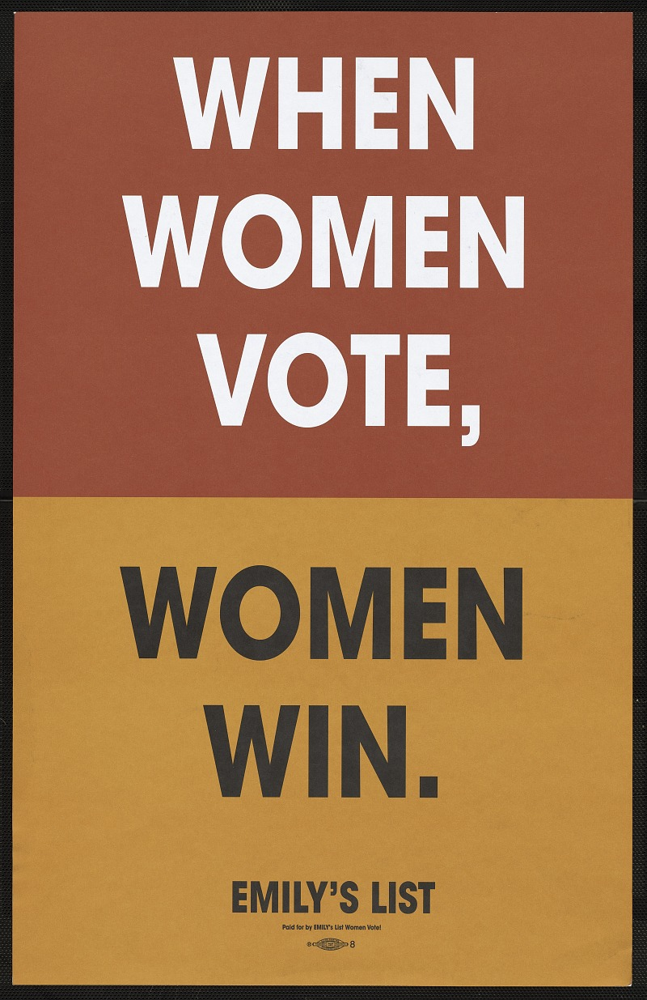 WHEN
WOMEN
VOTE,
WOMEN
WIN.
EMILY'S LIST
Paid for by EMILY's List Women Vote!
8